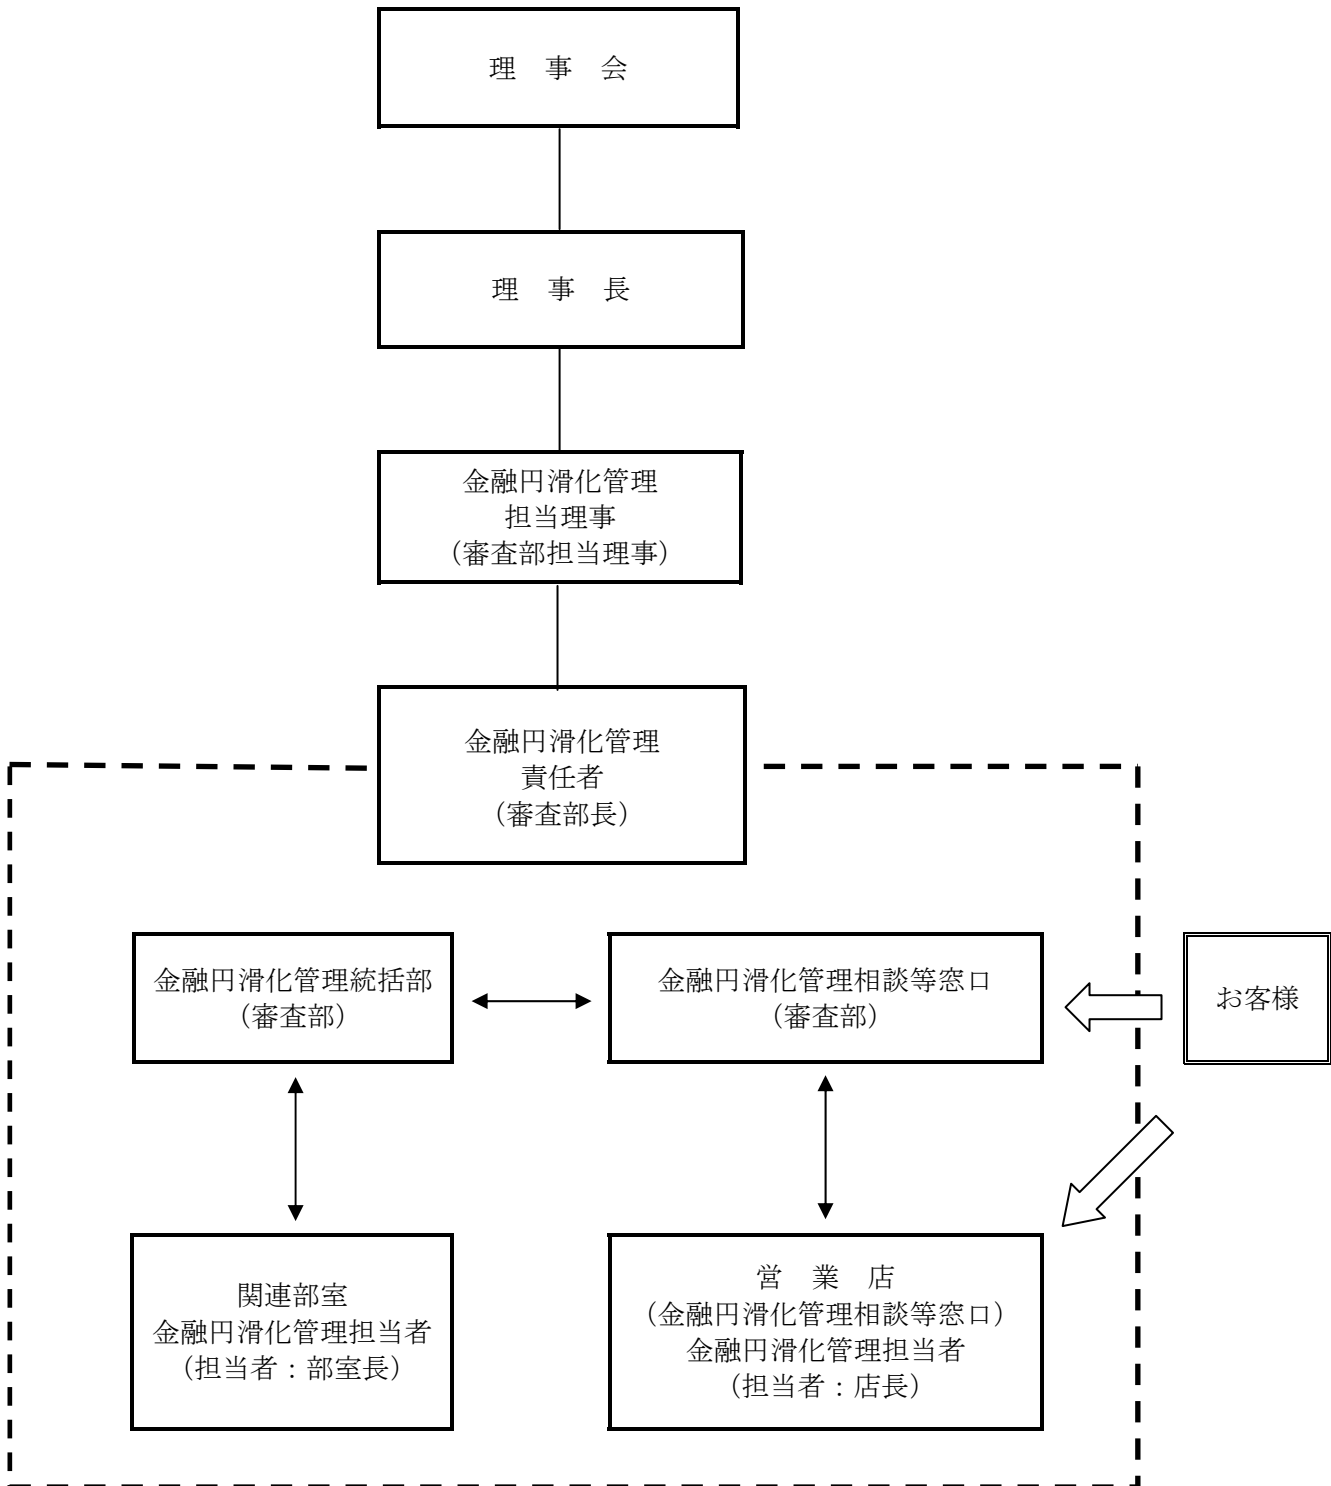 理　事　会
理　事　長
金融円滑化管理
担当理事
（審査部担当理事）
金融円滑化管理
責任者
（審査部長）
金融円滑化管理統括部
（審査部）
金融円滑化管理相談等窓口
（審査部）
お客様
関連部室
金融円滑化管理担当者
（担当者：部室長）
営　業　店
（金融円滑化管理相談等窓口）
金融円滑化管理担当者
（担当者：店長）